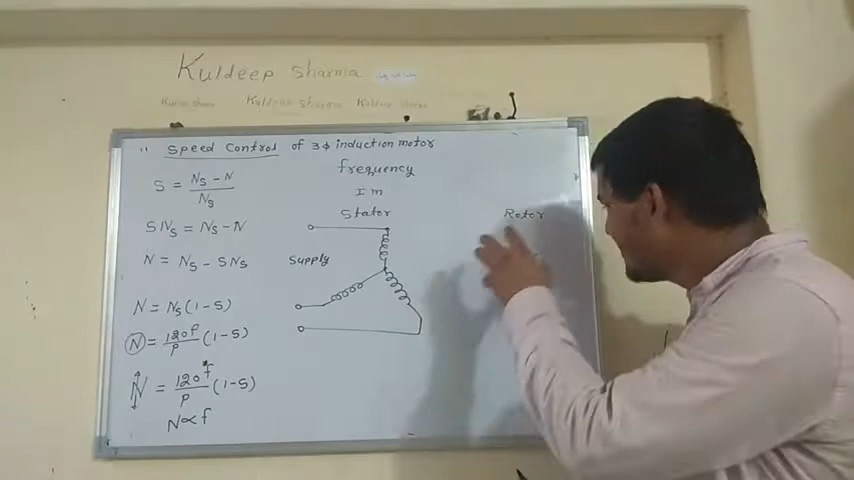 Kuldeep Sharma
Kuldeep Sharma
Speed Control of 3Φ induction motor
S = Ns - N / Ns
SNs = Ns - N
N = Ns - SNs
N = Ns (1 - S)
N = 120f / P (1 - S)
N = 120f / P (1 - S)
N ∝ f
frequency
I m
Stator
Supply
Rotor